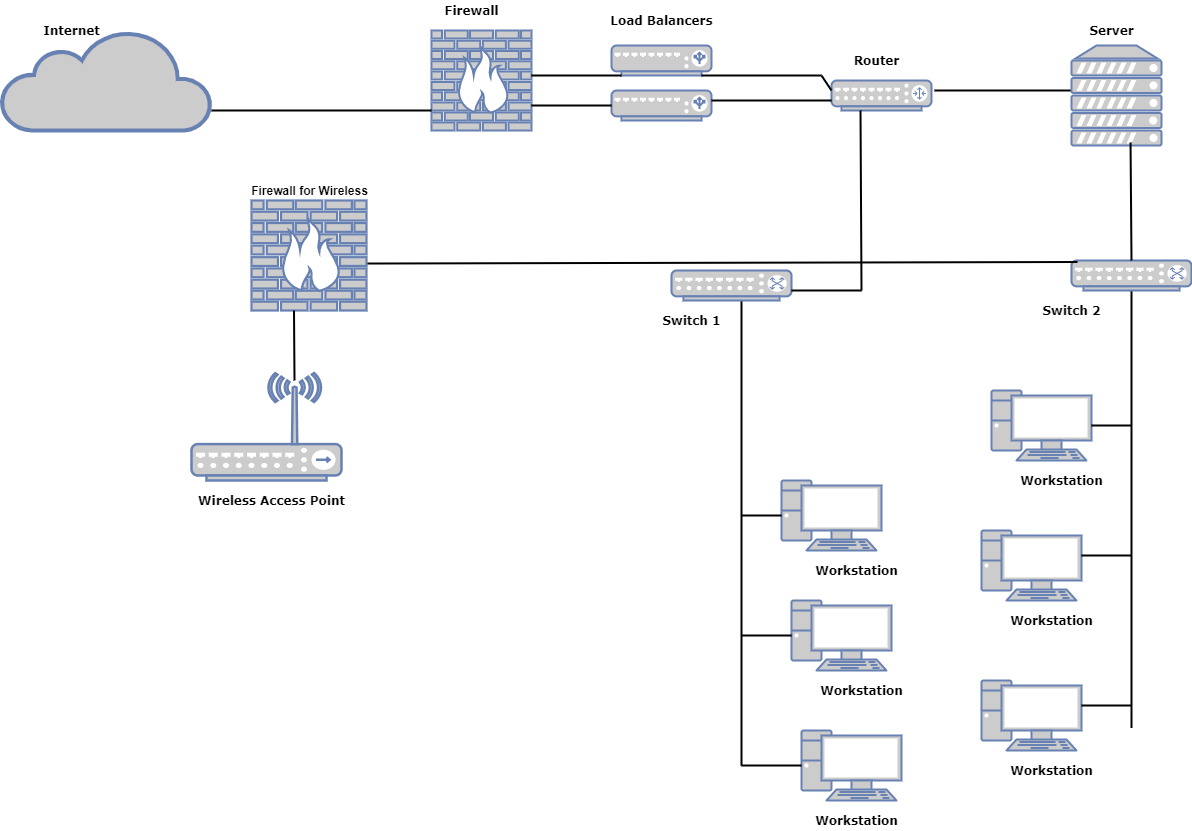 Firewall
Load Balancers
Internet
Server
Router
Firewall for Wireless
Switch 2
Switch 1
Workstation
Wireless Access Point
Workstation
Workstation
Workstation
Workstation
Workstation